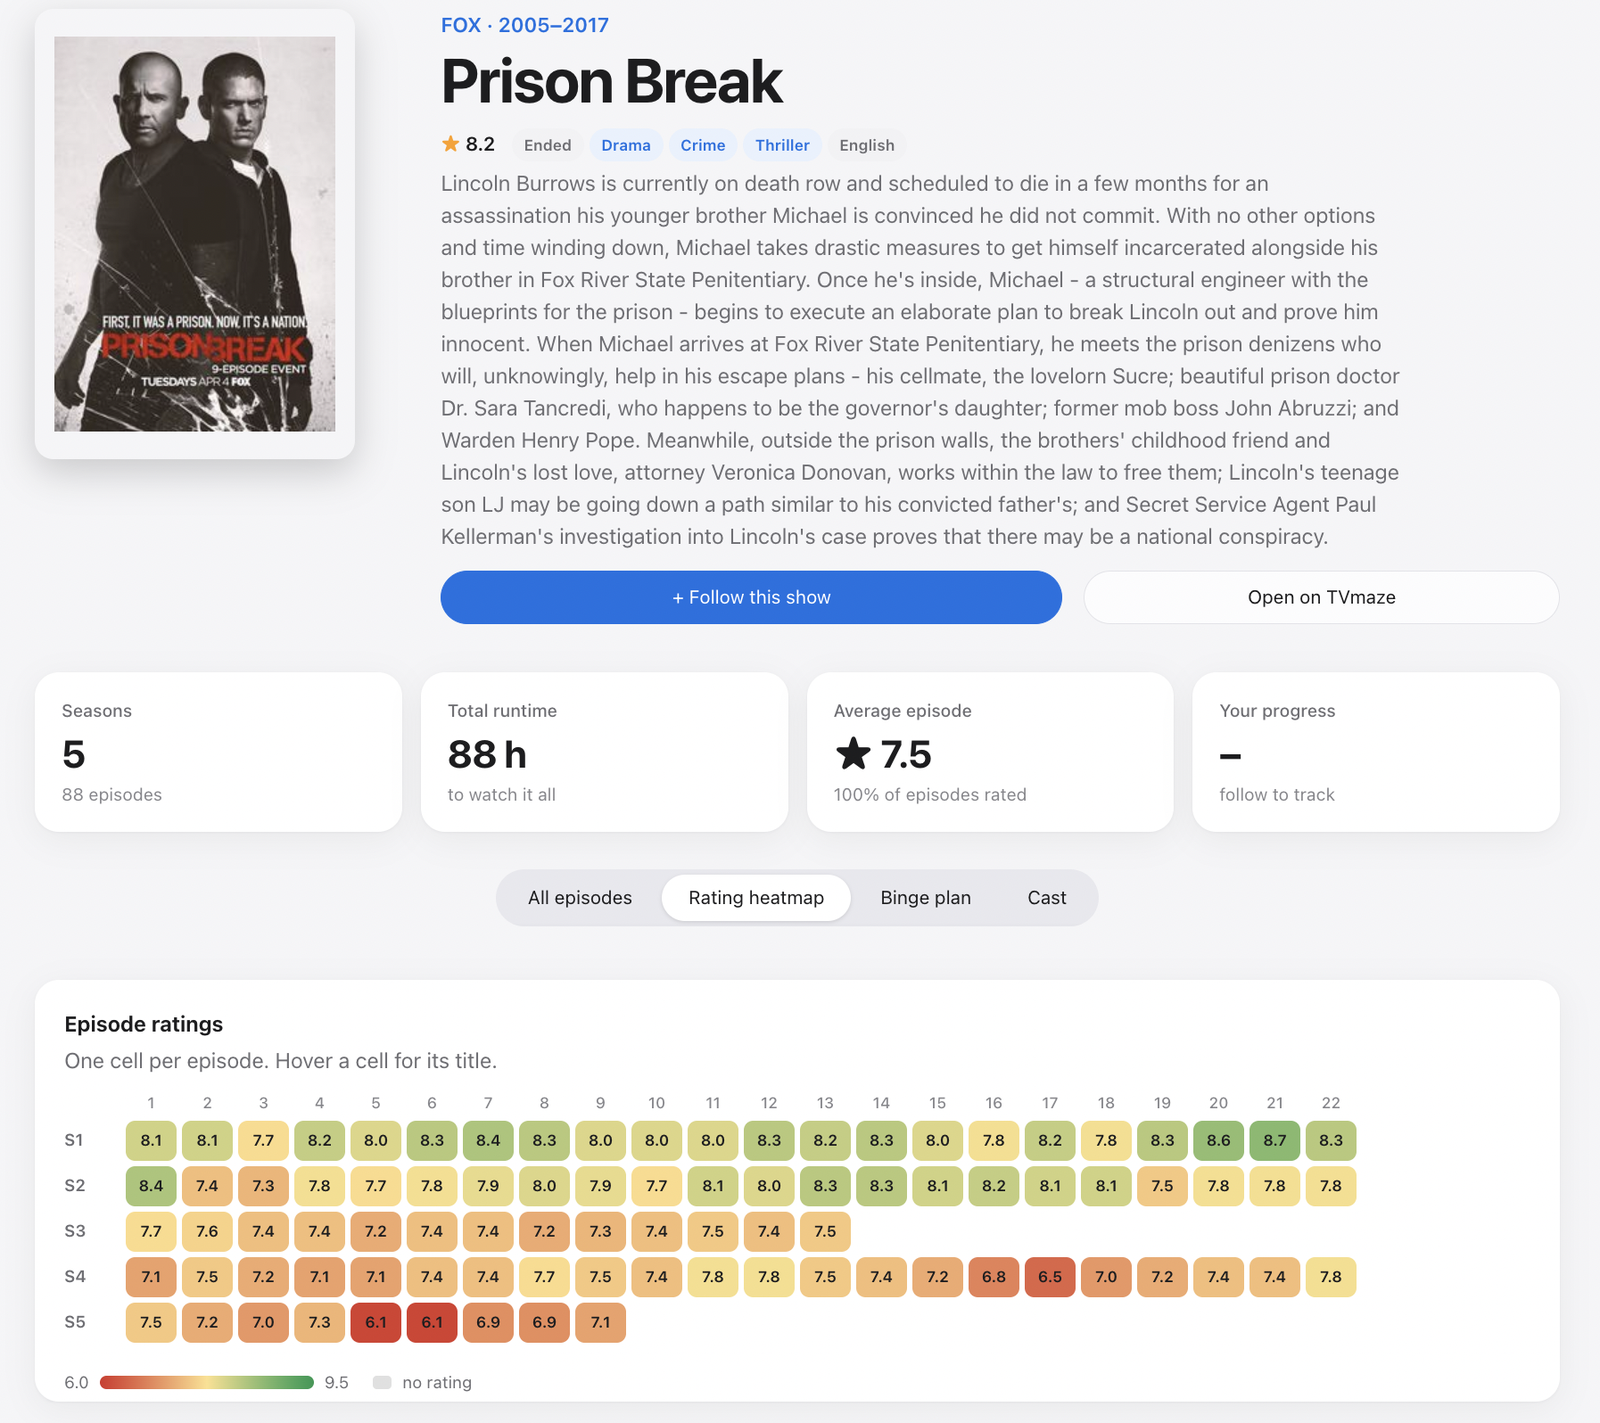 FOX · 2005–2017
Prison Break
8.2 Ended Drama Crime Thriller English
Lincoln Burrows is currently on death row and scheduled to die in a few months for an
assassination his younger brother Michael is convinced he did not commit. With no other options
and time winding down, Michael takes drastic measures to get himself incarcerated alongside his
brother in Fox River State Penitentiary. Once he's inside, Michael - a structural engineer with the
blueprints for the prison - begins to execute an elaborate plan to break Lincoln out and prove him
innocent. When Michael arrives at Fox River State Penitentiary, he meets the prison denizens who
will, unknowingly, help in his escape plans - his cellmate, the lovelorn Sucre; beautiful prison doctor
Dr. Sara Tancredi, who happens to be the governor's daughter; former mob boss John Abruzzi; and
Warden Henry Pope. Meanwhile, outside the prison walls, the brothers' childhood friend and
Lincoln's lost love, attorney Veronica Donovan, works within the law to free them; Lincoln's teenage
son LJ may be going down a path similar to his convicted father's; and Secret Service Agent Paul
Kellerman's investigation into Lincoln's case proves that there may be a national conspiracy.
FIRST, IT WAS A PRISON. NOW, IT'S A NATION.
PRISON BREAK
9-EPISODE EVENT
TUESDAYS APR 4 FOX
+ Follow this show
Open on TVmaze
Seasons
5
88 episodes
Total runtime
88 h
to watch it all
Average episode
★ 7.5
100% of episodes rated
Your progress
–
follow to track
All episodes Rating heatmap Binge plan Cast
Episode ratings
One cell per episode. Hover a cell for its title.
1 2 3 4 5 6 7 8 9 10 11 12 13 14 15 16 17 18 19 20 21 22
S1 8.1 8.1 7.7 8.2 8.0 8.3 8.4 8.3 8.0 8.0 8.0 8.3 8.2 8.3 8.0 7.8 8.2 7.8 8.3 8.6 8.7 8.3
S2 8.4 7.4 7.3 7.8 7.7 7.8 7.9 8.0 7.9 7.7 8.1 8.0 8.3 8.3 8.1 8.2 8.1 8.1 7.5 7.8 7.8 7.8
S3 7.7 7.6 7.4 7.4 7.2 7.4 7.4 7.2 7.3 7.4 7.5 7.4 7.5
S4 7.1 7.5 7.2 7.1 7.1 7.4 7.4 7.7 7.5 7.4 7.8 7.8 7.5 7.4 7.2 6.8 6.5 7.0 7.2 7.4 7.4 7.8
S5 7.5 7.2 7.0 7.3 6.1 6.1 6.9 6.9 7.1
6.0 9.5 no rating